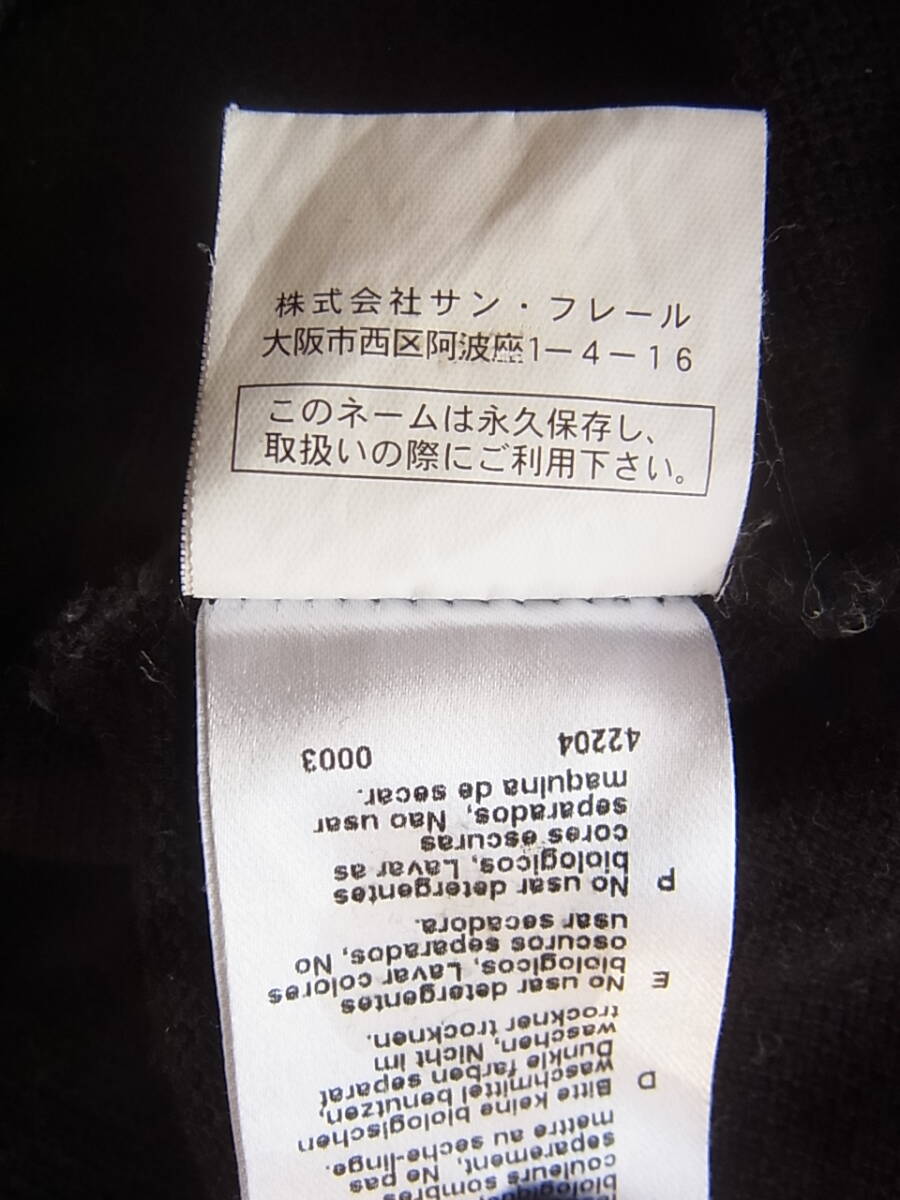 株式会社サン・フレール
大阪市西区阿波座1－4－16
このネームは永久保存し、
取扱いの際にご利用下さい。
couleurs sombres
separement, Ne pas
mettre au seche-linge.
D Bitte keine biologischen
waschmittel benutzen,
Dunkle farben separat
waschen, Nicht im
trockner trocknen.
E No usar detergentes
biologicos, Lavar colores
oscuros separados, No
usar secadora.
P No usar detergentes
biologicos, Lavar as
cores escuras
separados, Nao usar
maquina de secar.
42204 0003